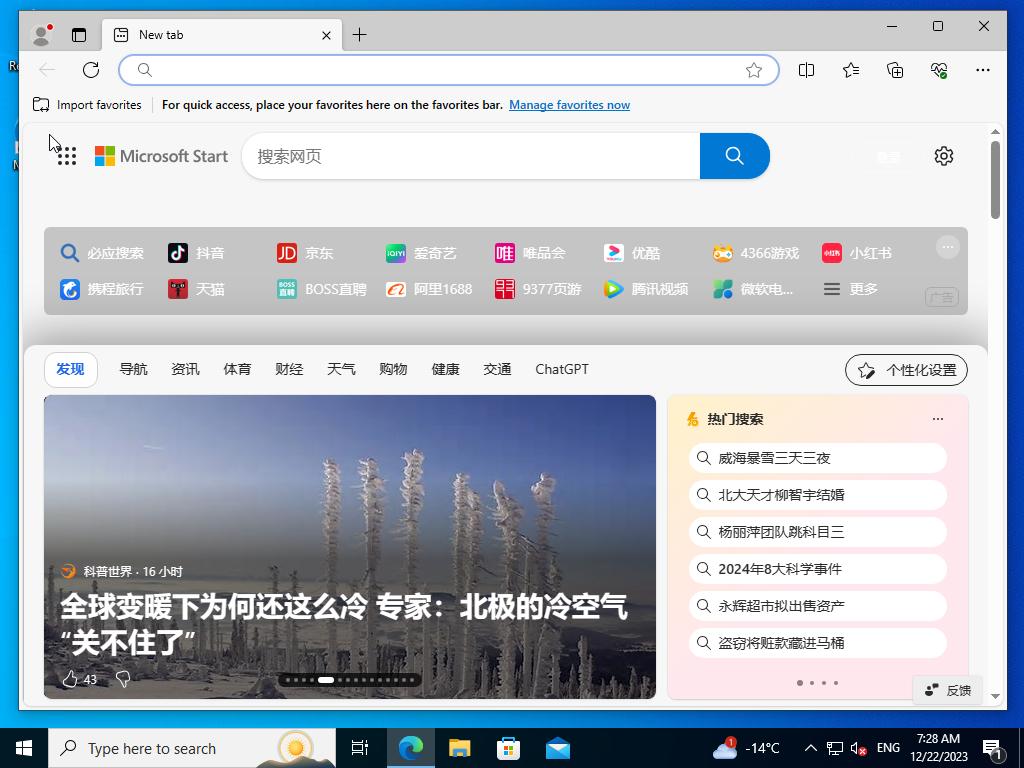 New tab
Import favorites
For quick access, place your favorites here on the favorites bar. Manage favorites now
Microsoft Start
搜索网页
必应搜索 抖音 京东 爱奇艺 唯品会 优酷 4366游戏 小红书
携程旅行 天猫 BOSS直聘 阿里1688 9377页游 腾讯视频 微软电... 更多
广告
发现 导航 资讯 体育 财经 天气 购物 健康 交通 ChatGPT
个性化设置
科普世界 · 16 小时
全球变暖下为何还这么冷 专家：北极的冷空气
“关不住了”
43
热门搜索
威海暴雪三天三夜
北大天才柳智宇结婚
杨丽萍团队跳科目三
2024年8大科学事件
永辉超市拟出售资产
盗窃将赃款藏进马桶
反馈
Type here to search
1
-14°C
ENG
7:28 AM
12/22/2023
1